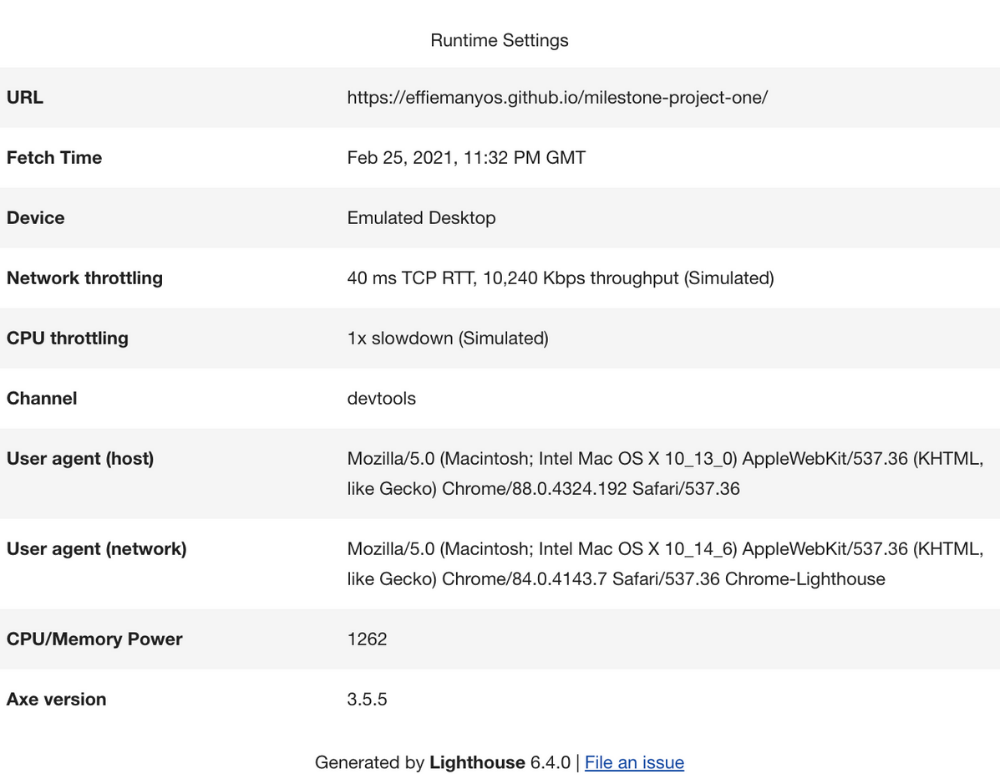 Runtime Settings
URL https://effiemanyos.github.io/milestone-project-one/
Fetch Time Feb 25, 2021, 11:32 PM GMT
Device Emulated Desktop
Network throttling 40 ms TCP RTT, 10,240 Kbps throughput (Simulated)
CPU throttling 1x slowdown (Simulated)
Channel devtools
User agent (host) Mozilla/5.0 (Macintosh; Intel Mac OS X 10_13_0) AppleWebKit/537.36 (KHTML,
like Gecko) Chrome/88.0.4324.192 Safari/537.36
User agent (network) Mozilla/5.0 (Macintosh; Intel Mac OS X 10_14_6) AppleWebKit/537.36 (KHTML,
like Gecko) Chrome/84.0.4143.7 Safari/537.36 Chrome-Lighthouse
CPU/Memory Power 1262
Axe version 3.5.5
Generated by Lighthouse 6.4.0 | File an issue